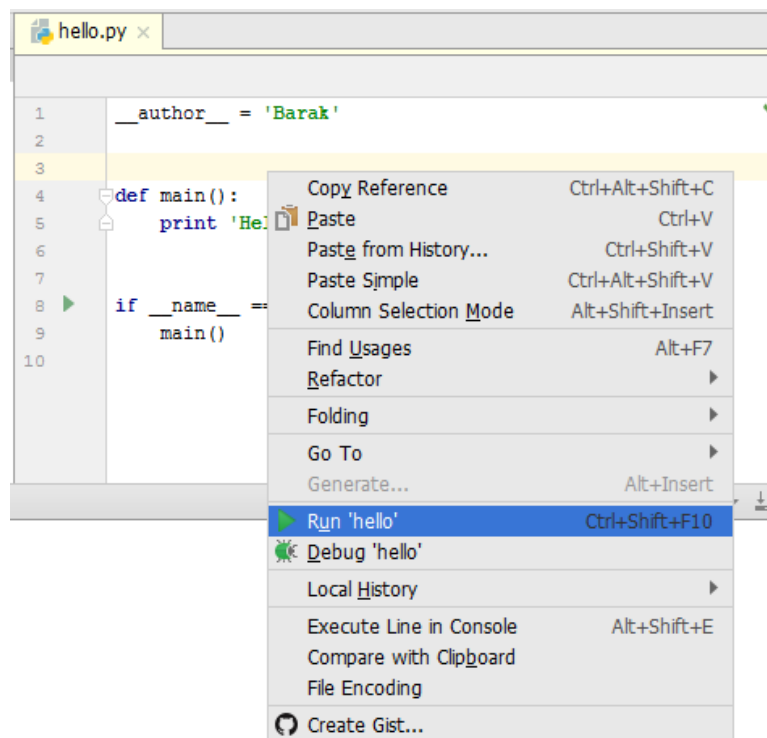 hello.py
1 __author__ = 'Barak'
2
3
4 def main():
5 print 'Hel
6
7
8 if __name__ ==
9 main()
10
Copy Reference Ctrl+Alt+Shift+C
Paste Ctrl+V
Paste from History... Ctrl+Shift+V
Paste Simple Ctrl+Alt+Shift+V
Column Selection Mode Alt+Shift+Insert
Find Usages Alt+F7
Refactor
Folding
Go To
Generate... Alt+Insert
Run 'hello' Ctrl+Shift+F10
Debug 'hello'
Local History
Execute Line in Console Alt+Shift+E
Compare with Clipboard
File Encoding
Create Gist...